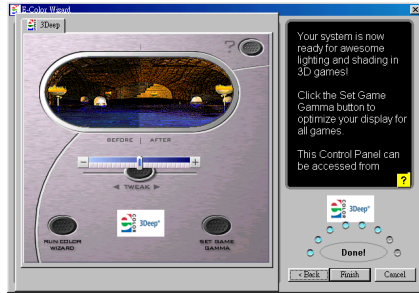 E-Color Wizard
3Deep
?
BEFORE | AFTER
TWEAK
3Deep
RUN COLOR
WIZARD
SET GAME
GAMMA
Your system is now
ready for awesome
lighting and shading in
3D games!
Click the Set Game
Gamma button to
optimize your display for
all games.
This Control Panel can
be accessed from
?
3Deep
Done!
< Back
Finish
Cancel